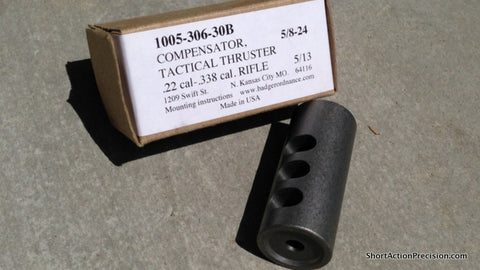 1005-306-30B 5/8-24
COMPENSATOR,
TACTICAL THRUSTER
.22 cal-.338 cal. RIFLE 5/13
1209 Swift St. N. Kansas City MO. 64116
Mounting instructions www.badgerordnance.com
Made in USA
ShortActionPrecision.com